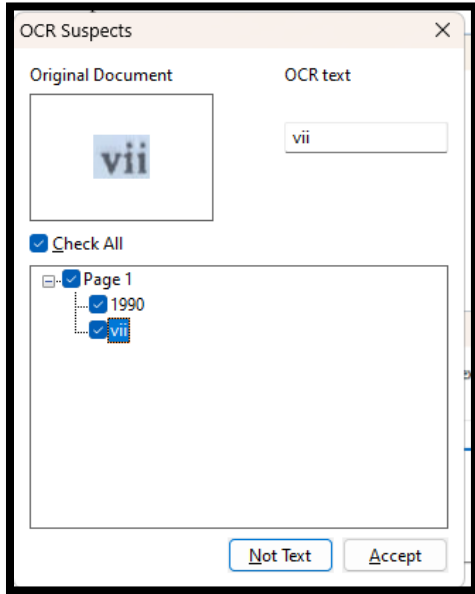 OCR Suspects
Original Document
OCR text
vii
vii
Check All
Page 1
1990
vii
Not Text
Accept